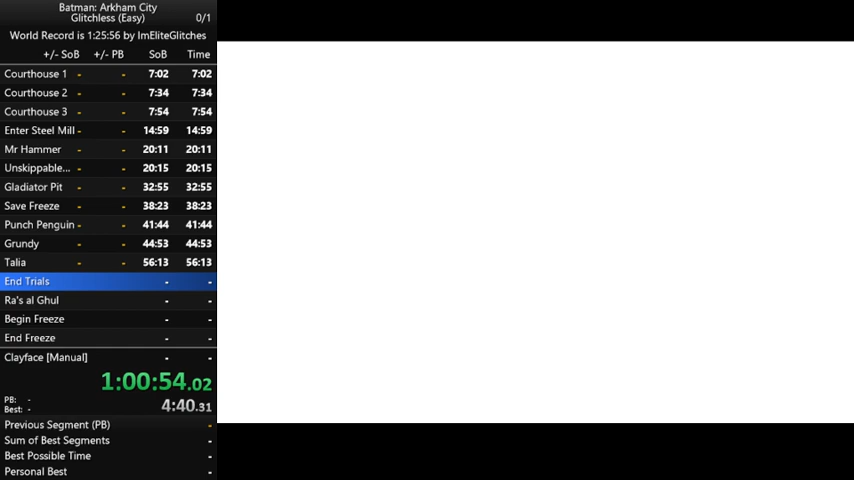 Batman: Arkham City
Glitchless (Easy) 0/1
World Record is 1:25:56 by ImEliteGlitches
+/- SoB +/- PB SoB Time
Courthouse 1 - - 7:02 7:02
Courthouse 2 - - 7:34 7:34
Courthouse 3 - - 7:54 7:54
Enter Steel Mill - - 14:59 14:59
Mr Hammer - - 20:11 20:11
Unskippable... - - 20:15 20:15
Gladiator Pit - - 32:55 32:55
Save Freeze - - 38:23 38:23
Punch Penguin - - 41:44 41:44
Grundy - - 44:53 44:53
Talia - - 56:13 56:13
End Trials - -
Ra's al Ghul - -
Begin Freeze - -
End Freeze - -
Clayface [Manual] - -
1:00:54.02
PB: -
Best: - 4:40.31
Previous Segment (PB) -
Sum of Best Segments -
Best Possible Time -
Personal Best -